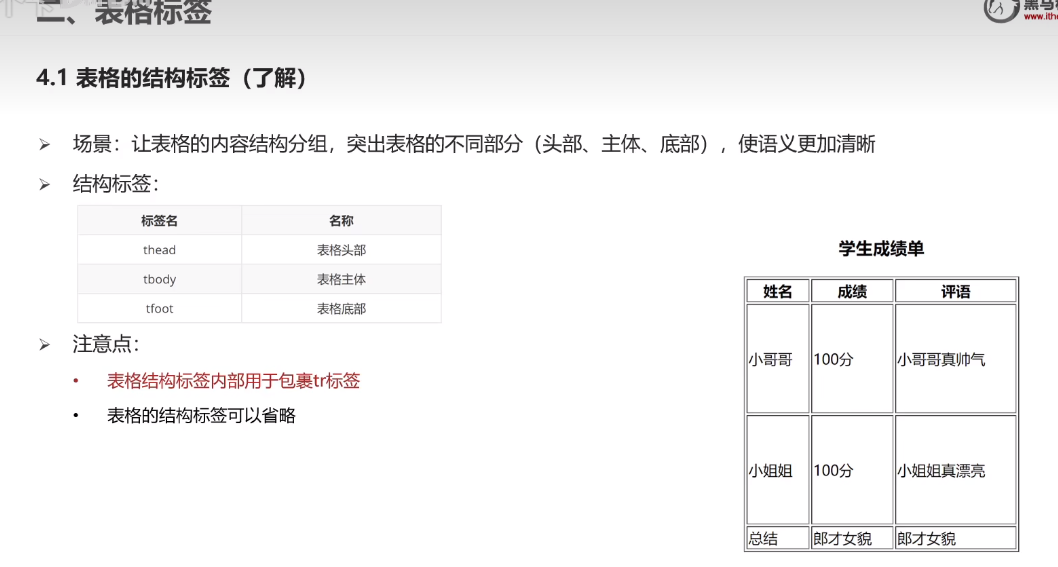 二、表格标签
www.ithe
4.1 表格的结构标签（了解）
场景：让表格的内容结构分组，突出表格的不同部分（头部、主体、底部），使语义更加清晰
结构标签：
标签名 名称
thead 表格头部
tbody 表格主体
tfoot 表格底部
注意点：
表格结构标签内部用于包裹tr标签
表格的结构标签可以省略
学生成绩单
姓名 成绩 评语
小哥哥 100分 小哥哥真帅气
小姐姐 100分 小姐姐真漂亮
总结 郎才女貌 郎才女貌